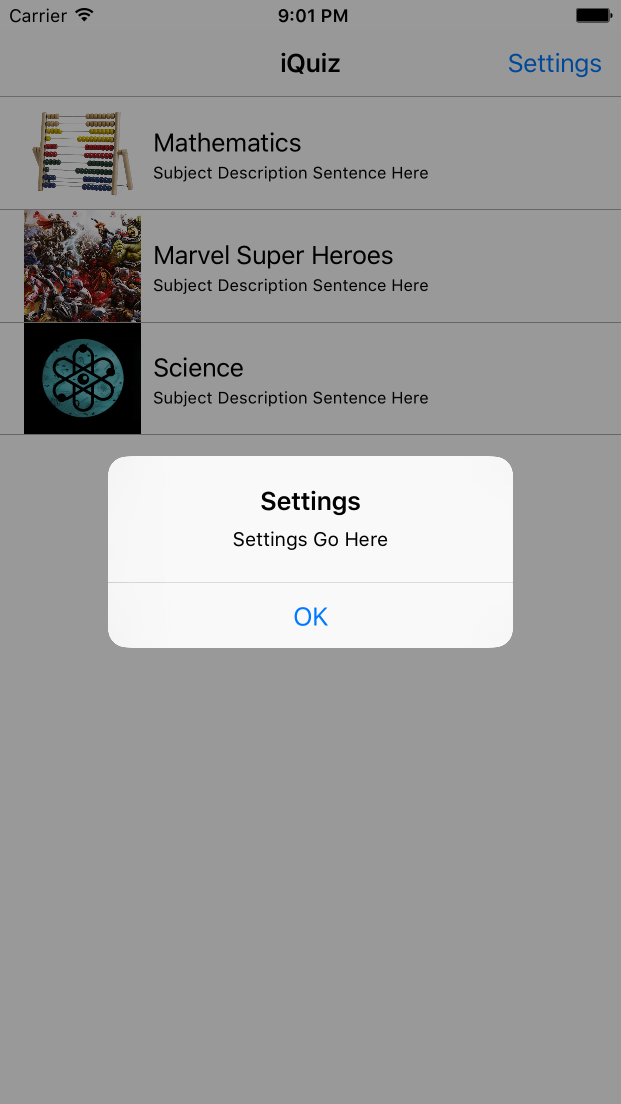 Carrier 9:01 PM
iQuiz Settings
Mathematics
Subject Description Sentence Here
Marvel Super Heroes
Subject Description Sentence Here
Science
Subject Description Sentence Here
Settings
Settings Go Here
OK